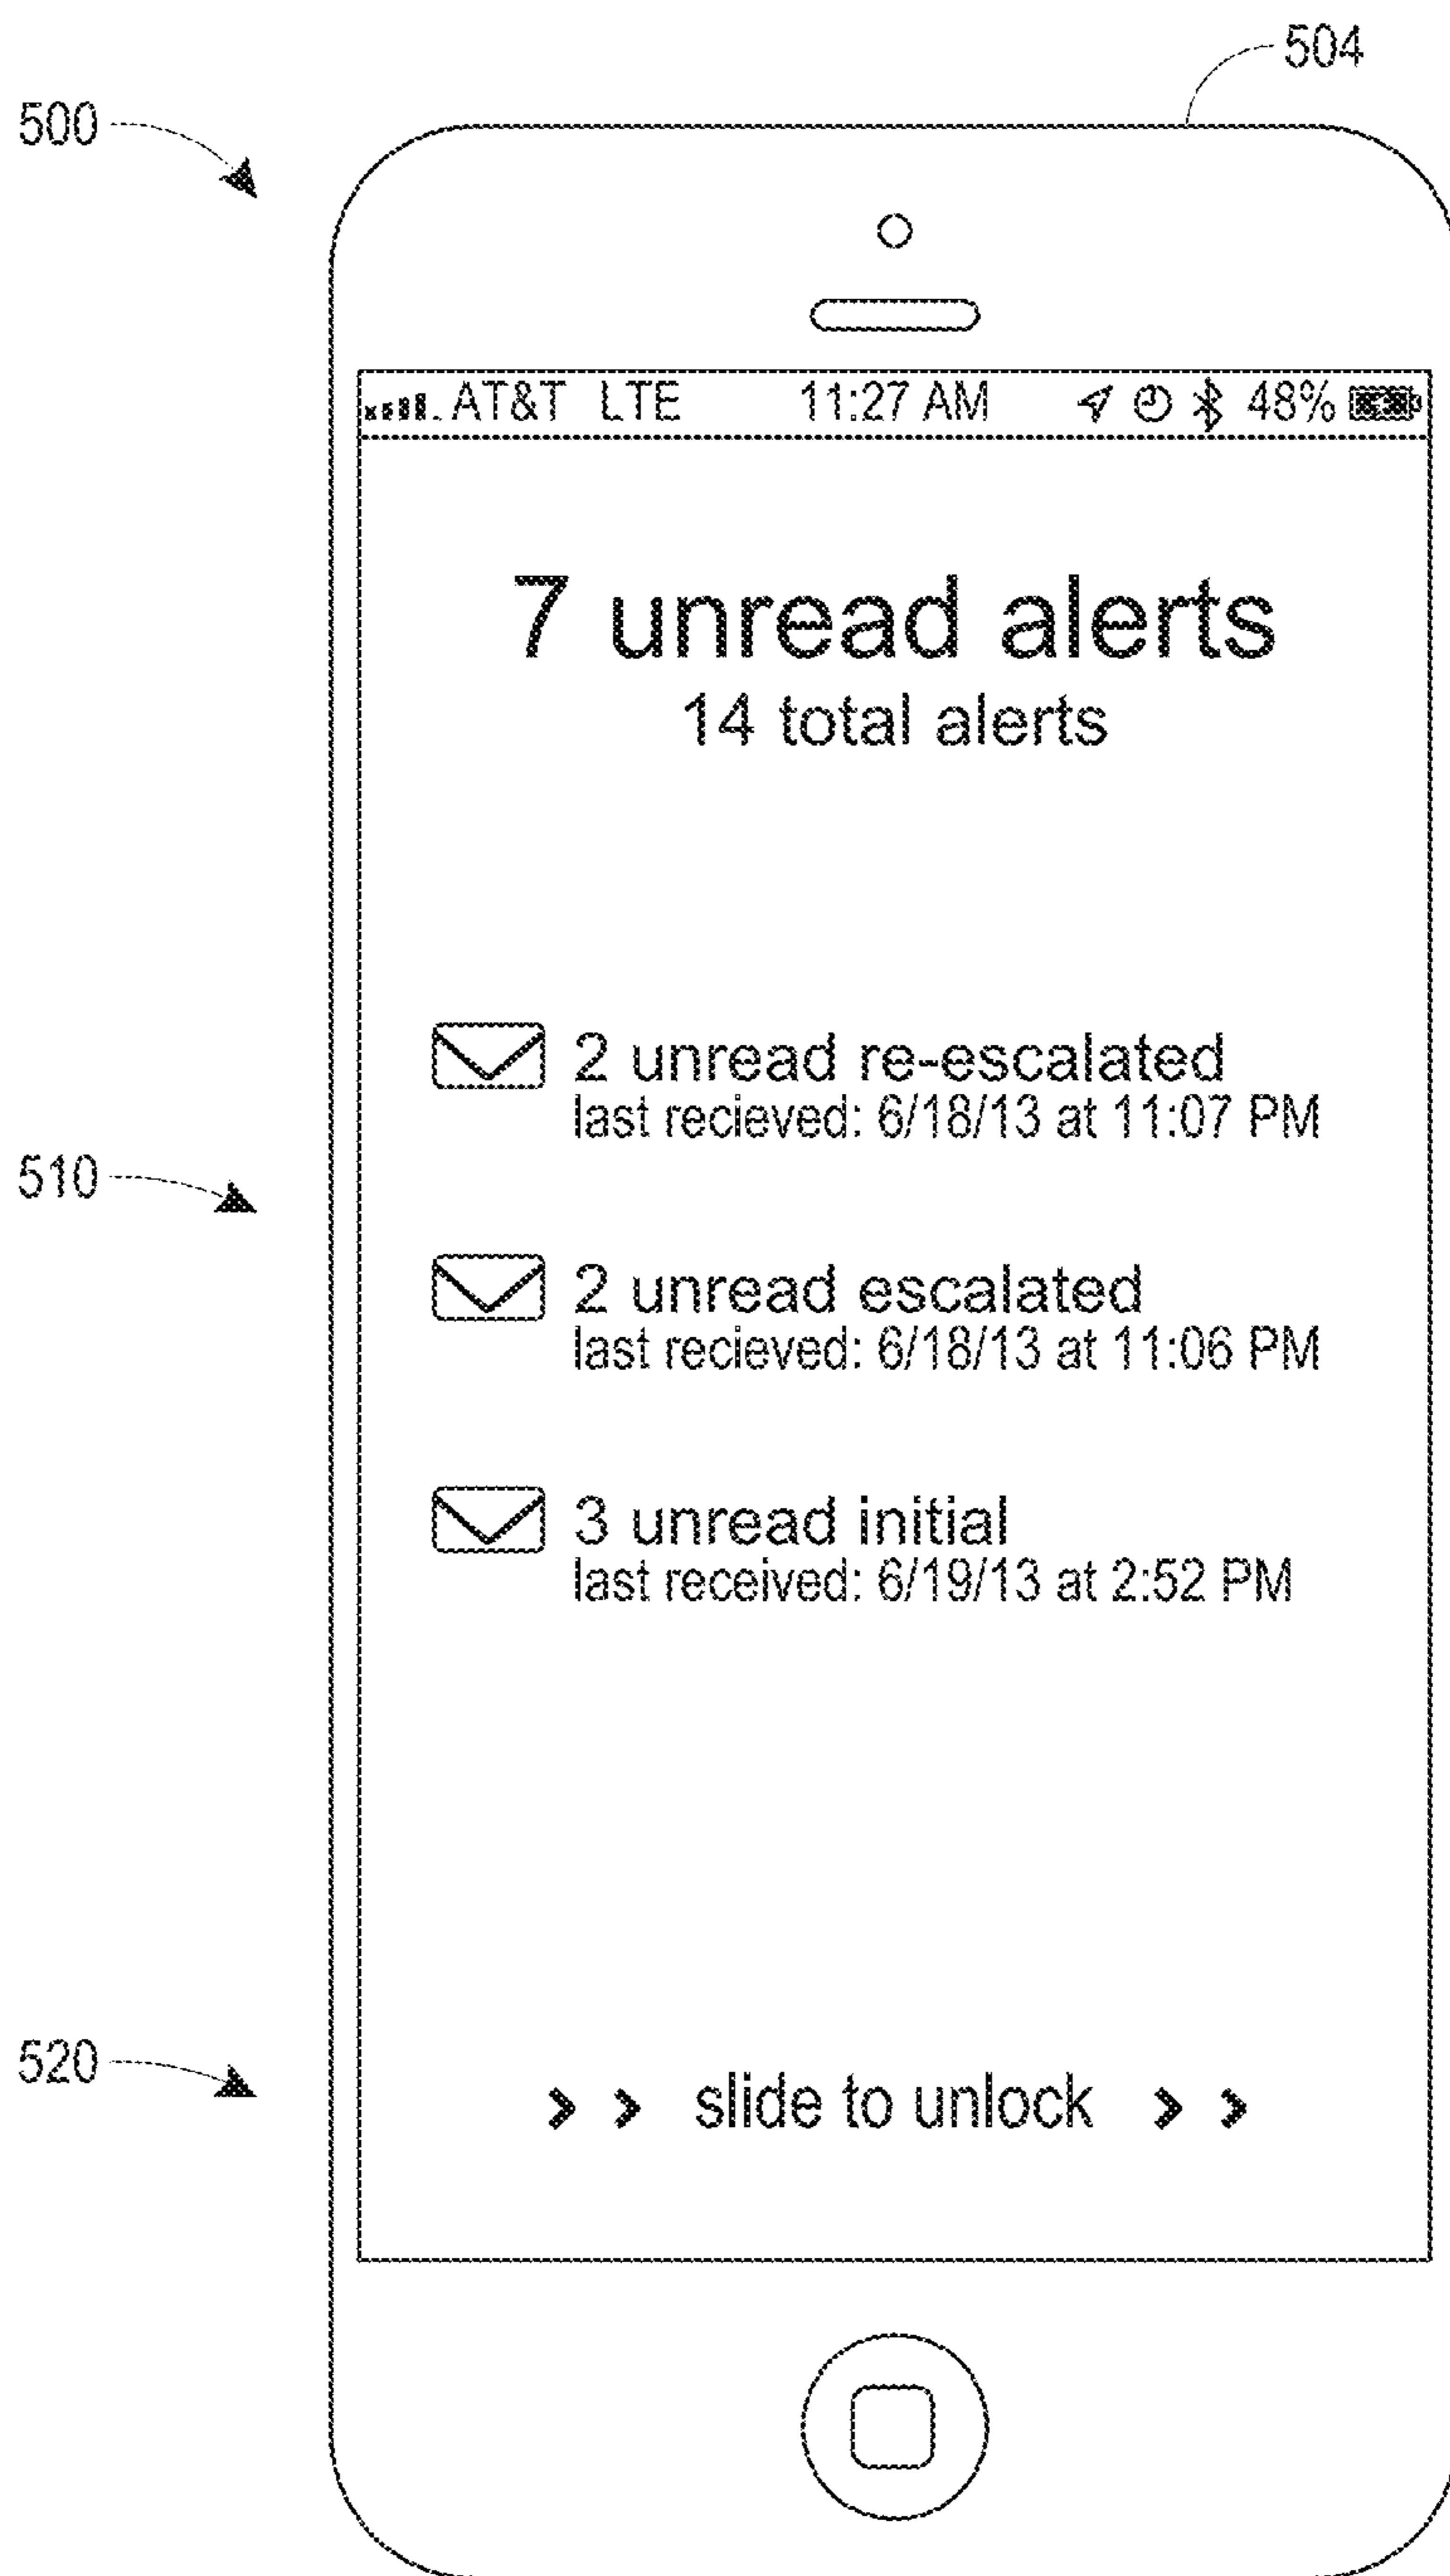 504
500
AT&T LTE 11:27 AM 48%
7 unread alerts
14 total alerts
2 unread re-escalated
last recieved: 6/18/13 at 11:07 PM
510
2 unread escalated
last recieved: 6/18/13 at 11:06 PM
3 unread initial
last received: 6/19/13 at 2:52 PM
520
> > slide to unlock > >